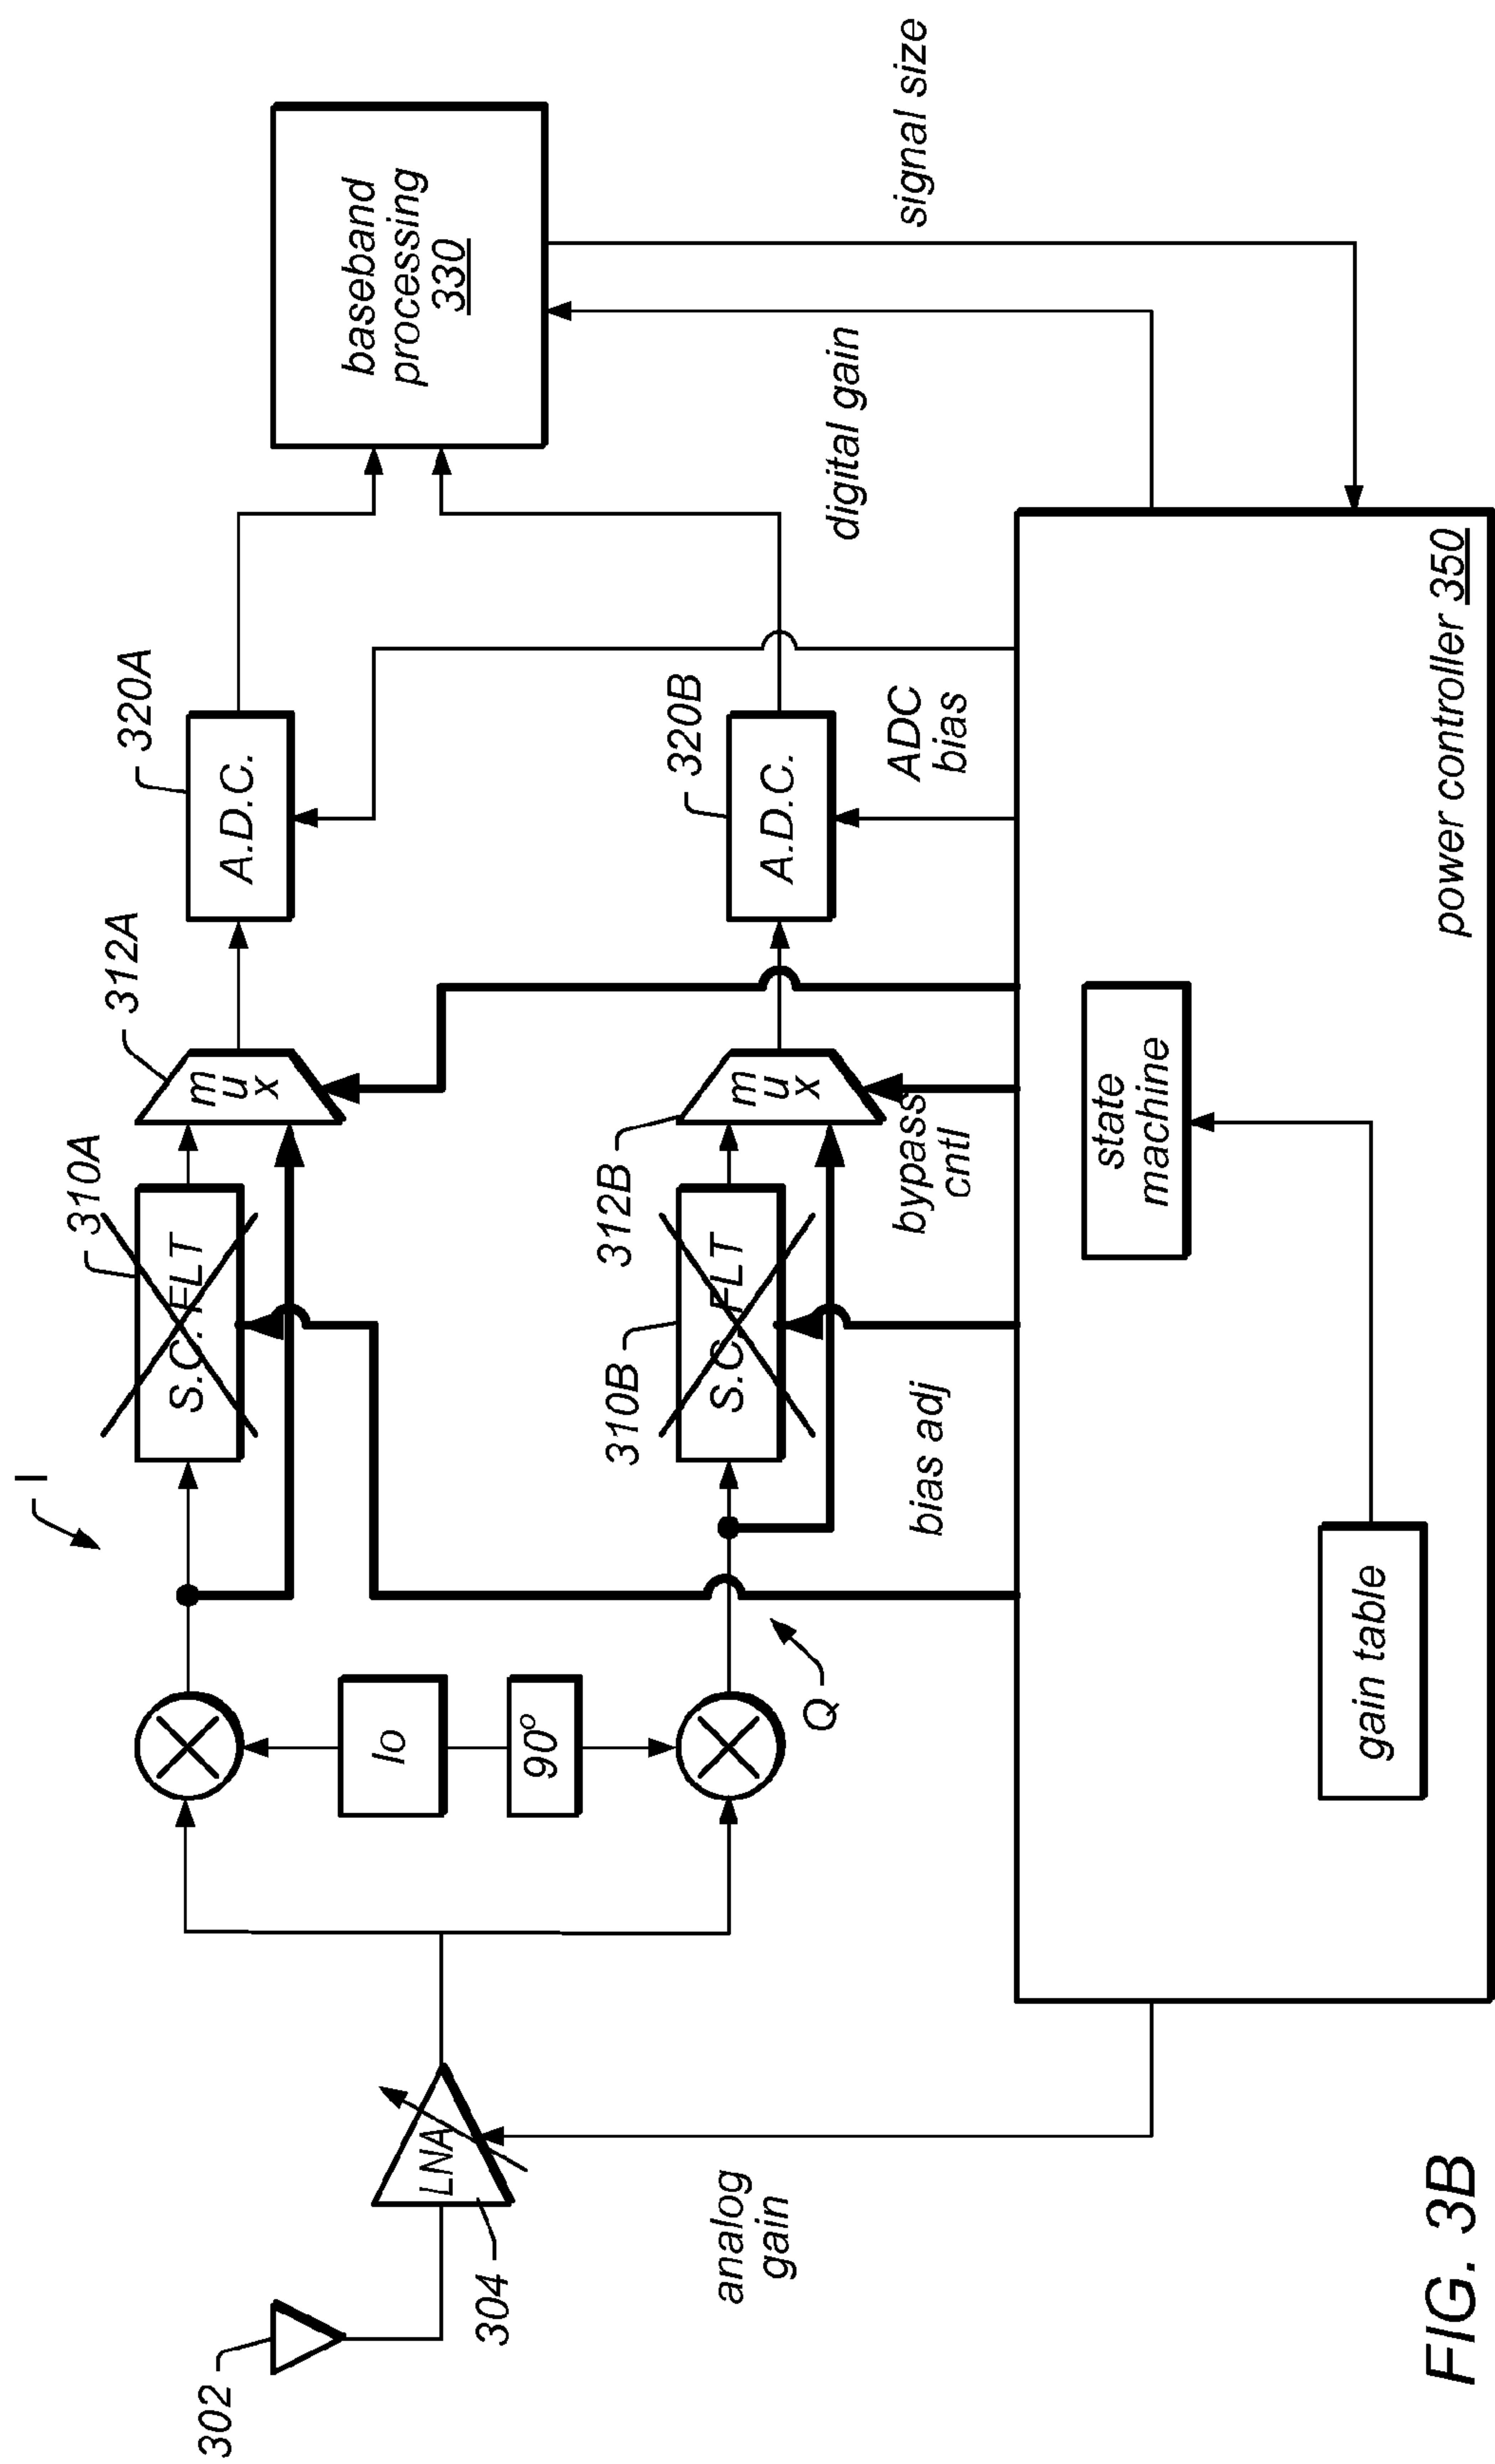 I
310A
312A
320A
S.C. FLT
mux
A.D.C.
baseband
processing
330
302
LNA
304
lo
90°
Q
310B
312B
320B
S.C. FLT
mux
A.D.C.
analog
gain
bias adj
bypass
cntl
ADC
bias
digital gain
signal size
state
machine
gain table
power controller 350
FIG. 3B